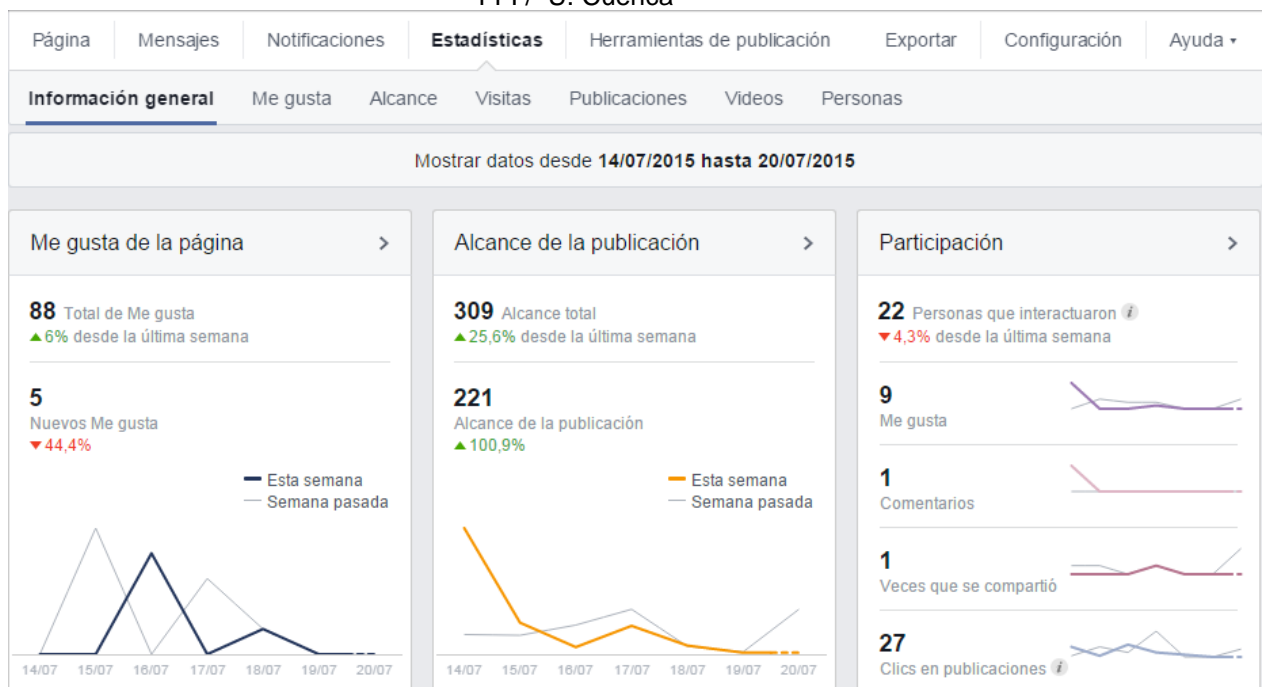 U. Cuenca
Página Mensajes Notificaciones Estadísticas Herramientas de publicación Exportar Configuración Ayuda
Información general Me gusta Alcance Visitas Publicaciones Videos Personas
Mostrar datos desde 14/07/2015 hasta 20/07/2015
Me gusta de la página
88 Total de Me gusta
6% desde la última semana
5
Nuevos Me gusta
44,4%
Esta semana
Semana pasada
14/07 15/07 16/07 17/07 18/07 19/07 20/07
Alcance de la publicación
309 Alcance total
25,6% desde la última semana
221
Alcance de la publicación
100,9%
Esta semana
Semana pasada
14/07 15/07 16/07 17/07 18/07 19/07 20/07
Participación
22 Personas que interactuaron i
4,3% desde la última semana
9
Me gusta
1
Comentarios
1
Veces que se compartió
27
Clics en publicaciones i